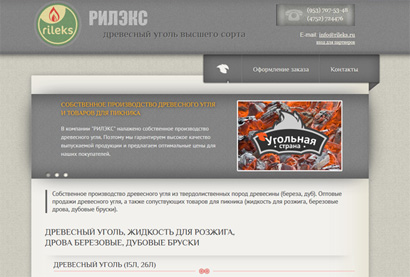 rileks
РИЛЭКС
древесный уголь высшего сорта
(953) 707-53-48
(4752) 724476
E-mail info@rileks.ru
вход для партнеров
Оформление заказа
Контакты
СОБСТВЕННОЕ ПРОИЗВОДСТВО ДРЕВЕСНОГО УГЛЯ
И ТОВАРОВ ДЛЯ ПИКНИКА
В компании "РИЛЭКС" налажено собственное производство
древесного угля. Поэтому мы гарантируем высокое качество
выпускаемой продукции и предлагаем оптимальные цены для
наших покупателей.
Угольная
страна
Собственное производство древесного угля из твердолиственных пород древесины (береза, дуб). Оптовые
продажи древесного угля, а также сопутствующих товаров для пикника (жидкость для розжига, березовые
дрова, дубовые бруски).
ДРЕВЕСНЫЙ УГОЛЬ, ЖИДКОСТЬ ДЛЯ РОЗЖИГА,
ДРОВА БЕРЕЗОВЫЕ, ДУБОВЫЕ БРУСКИ
ДРЕВЕСНЫЙ УГОЛЬ (15Л, 26Л)